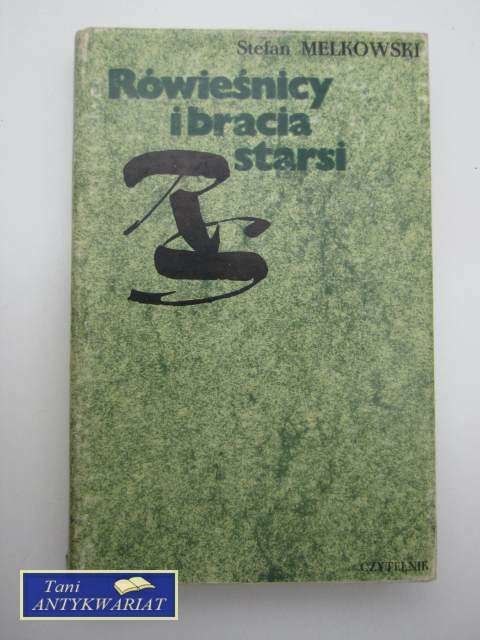 Stefan MELKOWSKI
Rówieśnicy
i bracia
starsi
CZYTELNIK
Tani
ANTYKWARIAT